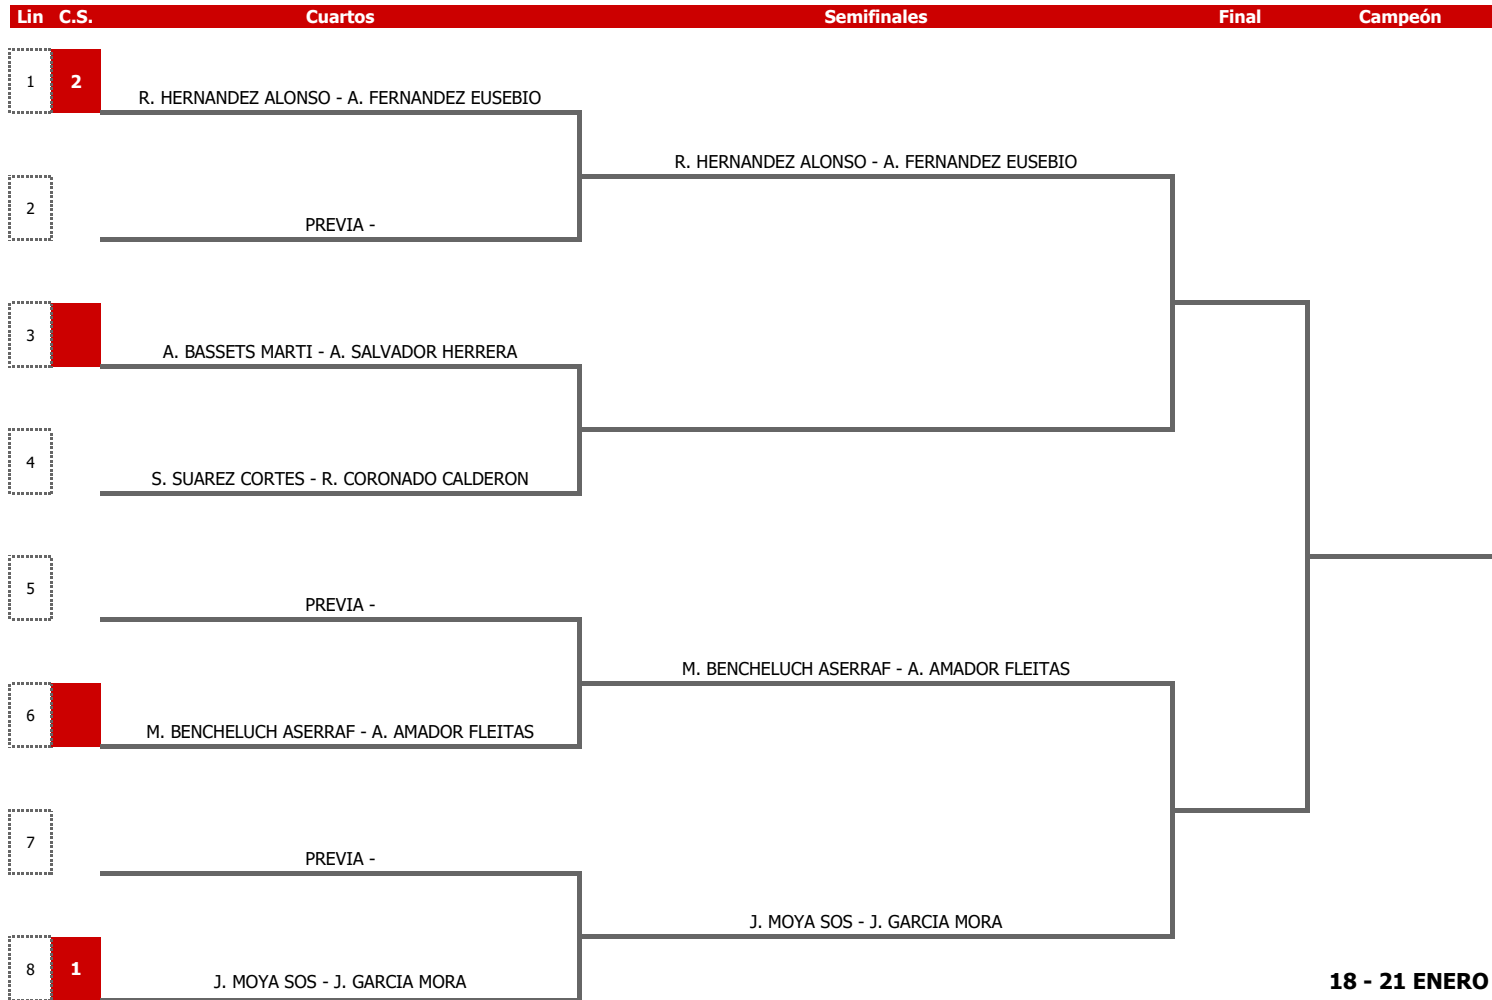 Lin C.S. Cuartos Semifinales Final Campeón
1 2
R. HERNANDEZ ALONSO - A. FERNANDEZ EUSEBIO
R. HERNANDEZ ALONSO - A. FERNANDEZ EUSEBIO
2
PREVIA -
3
A. BASSETS MARTI - A. SALVADOR HERRERA
4
S. SUAREZ CORTES - R. CORONADO CALDERON
5
PREVIA -
M. BENCHELUCH ASERRAF - A. AMADOR FLEITAS
6
M. BENCHELUCH ASERRAF - A. AMADOR FLEITAS
7
PREVIA -
J. MOYA SOS - J. GARCIA MORA
8 1
J. MOYA SOS - J. GARCIA MORA
18 - 21 ENERO